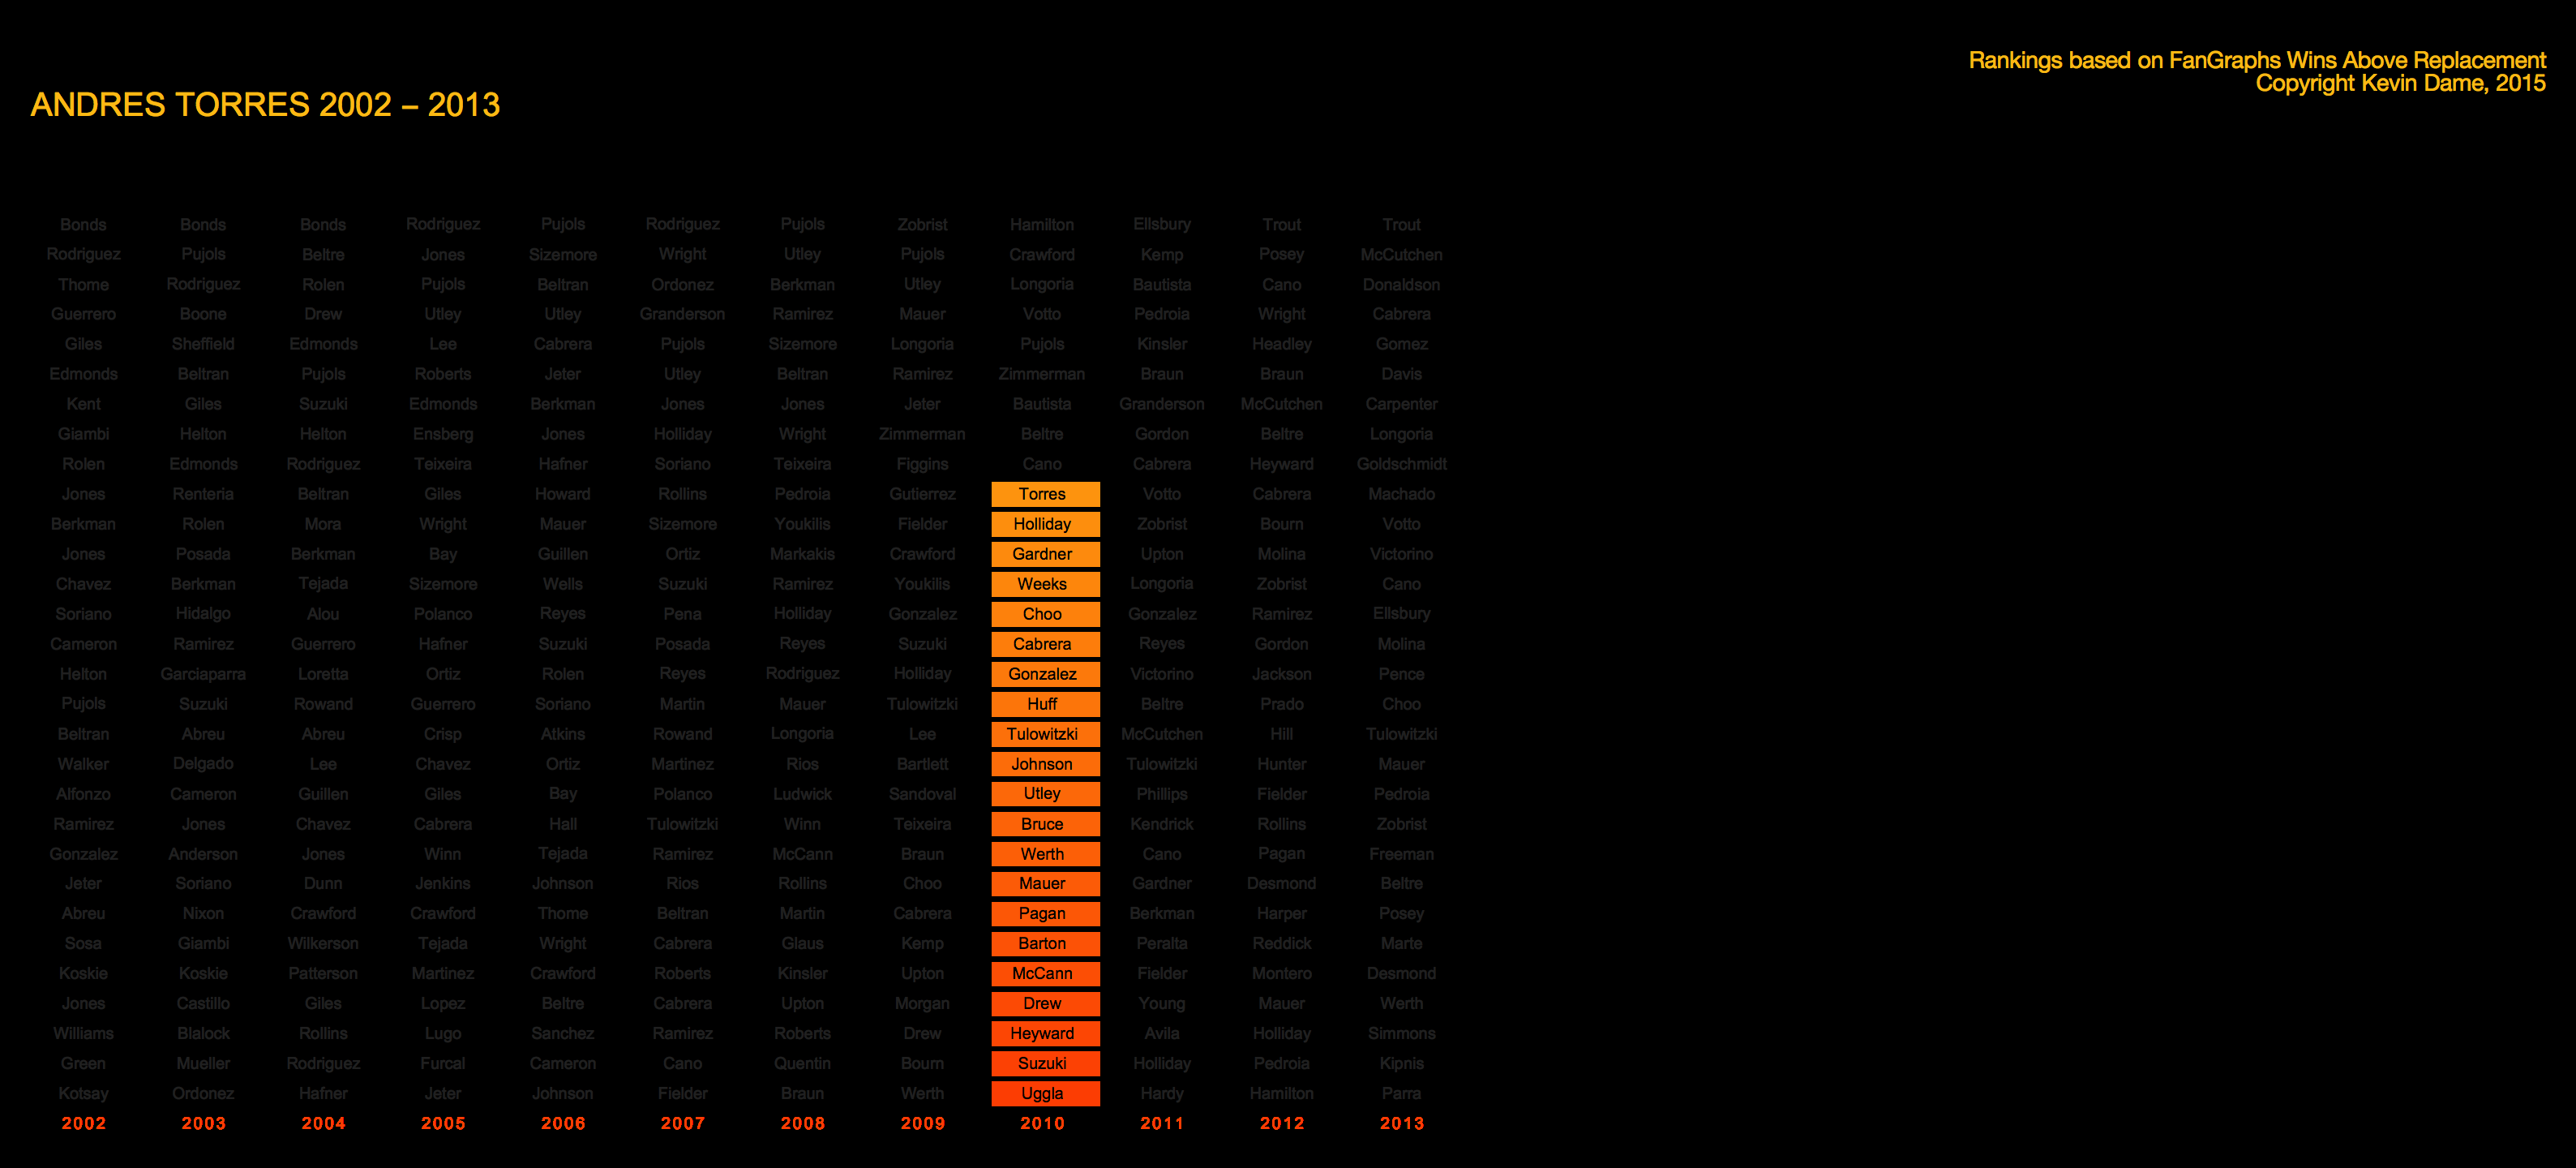 Rankings based on FanGraphs Wins Above Replacement
Copyright Kevin Dame, 2015
ANDRES TORRES 2002 – 2013
Bonds Bonds Bonds Rodriguez Pujols Rodriguez Pujols Zobrist Hamilton Ellsbury Trout Trout
Rodriguez Pujols Beltre Jones Sizemore Wright Utley Pujols Crawford Kemp Posey McCutchen
Thome Rodriguez Rolen Pujols Beltran Ordonez Berkman Utley Longoria Bautista Cano Donaldson
Guerrero Boone Drew Utley Utley Granderson Ramirez Mauer Votto Pedroia Wright Cabrera
Giles Sheffield Edmonds Lee Cabrera Pujols Sizemore Longoria Pujols Kinsler Headley Gomez
Edmonds Beltran Pujols Roberts Jeter Utley Beltran Ramirez Zimmerman Braun Braun Davis
Kent Giles Suzuki Edmonds Berkman Jones Jones Jeter Bautista Granderson McCutchen Carpenter
Giambi Helton Helton Ensberg Jones Holliday Wright Zimmerman Beltre Gordon Beltre Longoria
Rolen Edmonds Rodriguez Teixeira Hafner Soriano Teixeira Figgins Cano Cabrera Heyward Goldschmidt
Jones Renteria Beltran Giles Howard Rollins Pedroia Gutierrez Torres Votto Cabrera Machado
Berkman Rolen Mora Wright Mauer Sizemore Youkilis Fielder Holliday Zobrist Bourn Votto
Jones Posada Berkman Bay Guillen Ortiz Markakis Crawford Gardner Upton Molina Victorino
Chavez Berkman Tejada Sizemore Wells Suzuki Ramirez Youkilis Weeks Longoria Zobrist Cano
Soriano Hidalgo Alou Polanco Reyes Pena Holliday Gonzalez Choo Gonzalez Ramirez Ellsbury
Cameron Ramirez Guerrero Hafner Suzuki Posada Reyes Suzuki Cabrera Reyes Gordon Molina
Helton Garciaparra Loretta Ortiz Rolen Reyes Rodriguez Holliday Gonzalez Victorino Jackson Pence
Pujols Suzuki Rowand Guerrero Soriano Martin Mauer Tulowitzki Huff Beltre Prado Choo
Beltran Abreu Abreu Crisp Atkins Rowand Longoria Lee Tulowitzki McCutchen Hill Tulowitzki
Walker Delgado Lee Chavez Ortiz Martinez Rios Bartlett Johnson Tulowitzki Hunter Mauer
Alfonzo Cameron Guillen Giles Bay Polanco Ludwick Sandoval Utley Phillips Fielder Pedroia
Ramirez Jones Chavez Cabrera Hall Tulowitzki Winn Teixeira Bruce Kendrick Rollins Zobrist
Gonzalez Anderson Jones Winn Tejada Ramirez McCann Braun Werth Cano Pagan Freeman
Jeter Soriano Dunn Jenkins Johnson Rios Rollins Choo Mauer Gardner Desmond Beltre
Abreu Nixon Crawford Crawford Thome Beltran Martin Cabrera Pagan Berkman Harper Posey
Sosa Giambi Wilkerson Tejada Wright Cabrera Glaus Kemp Barton Peralta Reddick Marte
Koskie Koskie Patterson Martinez Crawford Roberts Kinsler Upton McCann Fielder Montero Desmond
Jones Castillo Giles Lopez Beltre Cabrera Upton Morgan Drew Young Mauer Werth
Williams Blalock Rollins Lugo Sanchez Ramirez Roberts Drew Heyward Avila Holliday Simmons
Green Mueller Rodriguez Furcal Cameron Cano Quentin Bourn Suzuki Holliday Pedroia Kipnis
Kotsay Ordonez Hafner Jeter Johnson Fielder Braun Werth Uggla Hardy Hamilton Parra
2002 2003 2004 2005 2006 2007 2008 2009 2010 2011 2012 2013